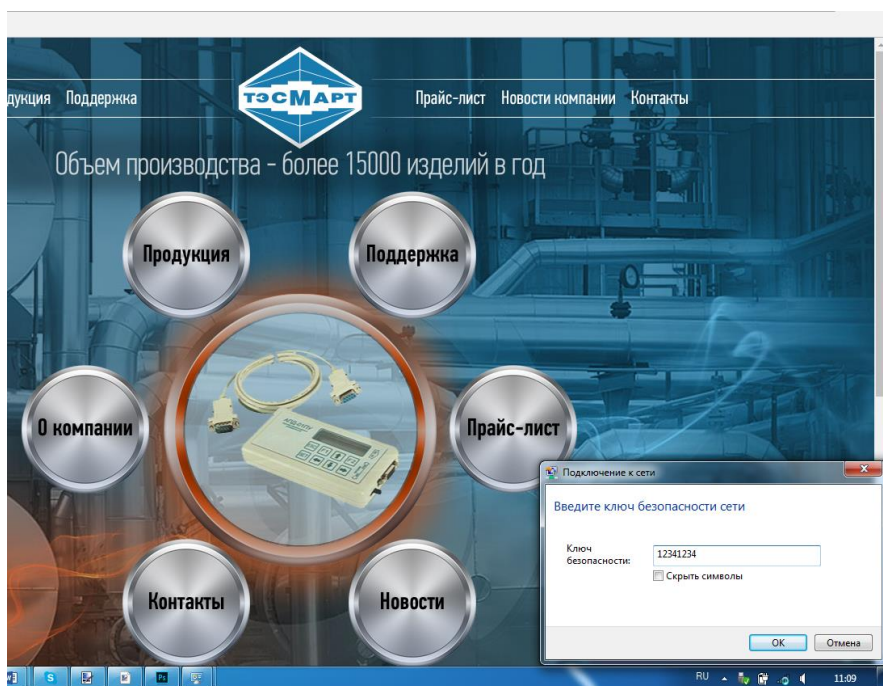 дукция Поддержка
ТЭСМАРТ
Прайс-лист Новости компании Контакты
Объем производства - более 15000 изделий в год
Продукция
Поддержка
О компании
Прайс-лист
Контакты
Новости
Подключение к сети
Введите ключ безопасности сети
Ключ
безопасности:
12341234
Скрыть символы
ОК
Отмена
RU
11:09